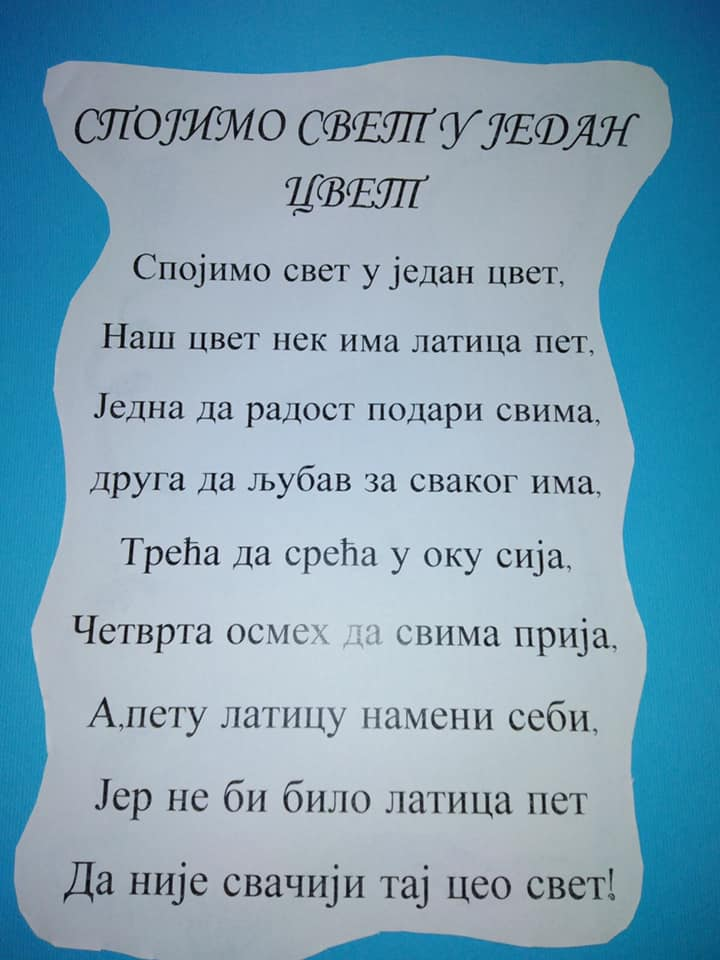 СПОЈИМО СВЕТ У ЈЕДАН
ЦВЕТ
Спојимо свет у један цвет,
Наш цвет нек има латица пет,
Једна да радост подари свима,
друга да љубав за сваког има,
Трећа да срећа у оку сија,
Четврта осмех да свима прија,
А,пету латицу намени себи,
Јер не би било латица пет
Да није свачији тај цео свет!